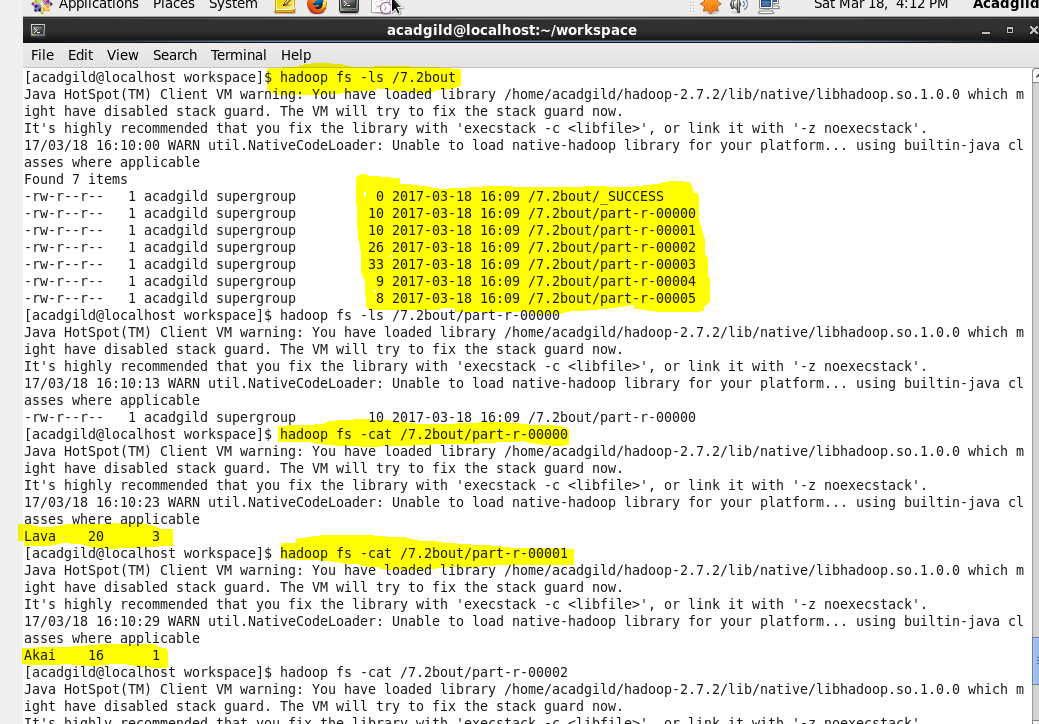 Applications Places System Sat Mar 18, 4:12 PM Acadgild
acadgild@localhost:~/workspace
File Edit View Search Terminal Help
[acadgild@localhost workspace]$ hadoop fs -ls /7.2bout
Java HotSpot(TM) Client VM warning: You have loaded library /home/acadgild/hadoop-2.7.2/lib/native/libhadoop.so.1.0.0 which m
ight have disabled stack guard. The VM will try to fix the stack guard now.
It's highly recommended that you fix the library with 'execstack -c <libfile>', or link it with '-z noexecstack'.
17/03/18 16:10:00 WARN util.NativeCodeLoader: Unable to load native-hadoop library for your platform... using builtin-java cl
asses where applicable
Found 7 items
-rw-r--r-- 1 acadgild supergroup 0 2017-03-18 16:09 /7.2bout/_SUCCESS
-rw-r--r-- 1 acadgild supergroup 10 2017-03-18 16:09 /7.2bout/part-r-00000
-rw-r--r-- 1 acadgild supergroup 10 2017-03-18 16:09 /7.2bout/part-r-00001
-rw-r--r-- 1 acadgild supergroup 26 2017-03-18 16:09 /7.2bout/part-r-00002
-rw-r--r-- 1 acadgild supergroup 33 2017-03-18 16:09 /7.2bout/part-r-00003
-rw-r--r-- 1 acadgild supergroup 9 2017-03-18 16:09 /7.2bout/part-r-00004
-rw-r--r-- 1 acadgild supergroup 8 2017-03-18 16:09 /7.2bout/part-r-00005
[acadgild@localhost workspace]$ hadoop fs -ls /7.2bout/part-r-00000
Java HotSpot(TM) Client VM warning: You have loaded library /home/acadgild/hadoop-2.7.2/lib/native/libhadoop.so.1.0.0 which m
ight have disabled stack guard. The VM will try to fix the stack guard now.
It's highly recommended that you fix the library with 'execstack -c <libfile>', or link it with '-z noexecstack'.
17/03/18 16:10:13 WARN util.NativeCodeLoader: Unable to load native-hadoop library for your platform... using builtin-java cl
asses where applicable
-rw-r--r-- 1 acadgild supergroup 10 2017-03-18 16:09 /7.2bout/part-r-00000
[acadgild@localhost workspace]$ hadoop fs -cat /7.2bout/part-r-00000
Java HotSpot(TM) Client VM warning: You have loaded library /home/acadgild/hadoop-2.7.2/lib/native/libhadoop.so.1.0.0 which m
ight have disabled stack guard. The VM will try to fix the stack guard now.
It's highly recommended that you fix the library with 'execstack -c <libfile>', or link it with '-z noexecstack'.
17/03/18 16:10:23 WARN util.NativeCodeLoader: Unable to load native-hadoop library for your platform... using builtin-java cl
asses where applicable
Lava 20 3
[acadgild@localhost workspace]$ hadoop fs -cat /7.2bout/part-r-00001
Java HotSpot(TM) Client VM warning: You have loaded library /home/acadgild/hadoop-2.7.2/lib/native/libhadoop.so.1.0.0 which m
ight have disabled stack guard. The VM will try to fix the stack guard now.
It's highly recommended that you fix the library with 'execstack -c <libfile>', or link it with '-z noexecstack'.
17/03/18 16:10:29 WARN util.NativeCodeLoader: Unable to load native-hadoop library for your platform... using builtin-java cl
asses where applicable
Akai 16 1
[acadgild@localhost workspace]$ hadoop fs -cat /7.2bout/part-r-00002
Java HotSpot(TM) Client VM warning: You have loaded library /home/acadgild/hadoop-2.7.2/lib/native/libhadoop.so.1.0.0 which m
ight have disabled stack guard. The VM will try to fix the stack guard now.
It's highly recommended that you fix the library with 'execstack -c <libfile>', or link it with '-z noexecstack'.